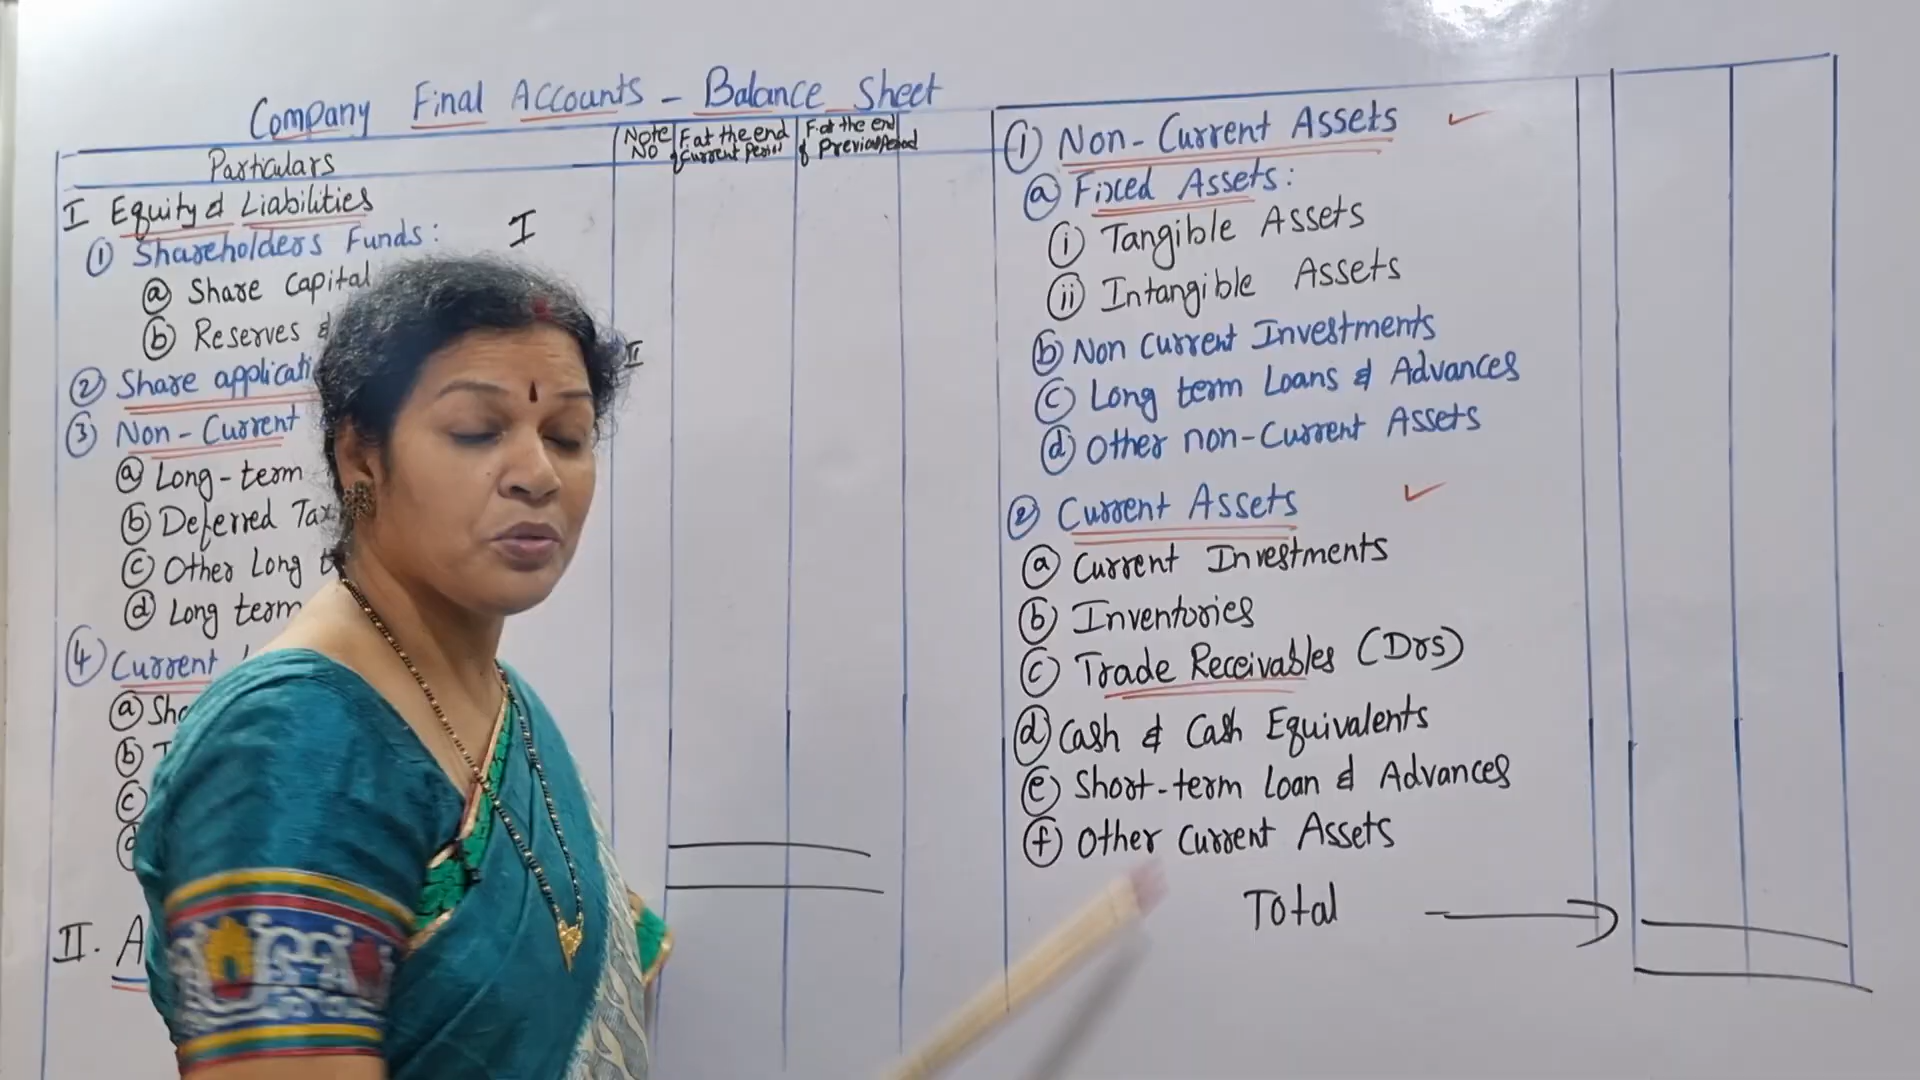 Company Final Accounts - Balance Sheet
Particulars
Note No
F. at the end of Current Period
F. at the end of Previous Period
I Equity & Liabilities
① Shareholders Funds: I
ⓐ Share Capital
ⓑ Reserves &
II
② Share applicati
③ Non-Current
ⓐ Long-term
ⓑ Deferred Tax
ⓒ Other Long t
ⓓ Long term
④ Current
ⓐ Sha
ⓑ T
ⓒ
ⓓ
II. A
① Non-Current Assets ✓
ⓐ Fixed Assets:
ⓘ Tangible Assets
(ii) Intangible Assets
ⓑ Non Current Investments
ⓒ Long term Loans & Advances
ⓓ Other non-Current Assets
② Current Assets ✓
ⓐ Current Investments
ⓑ Inventories
ⓒ Trade Receivables (Drs)
ⓓ Cash & Cash Equivalents
ⓔ Short-term Loan & Advances
ⓕ Other Current Assets
Total →